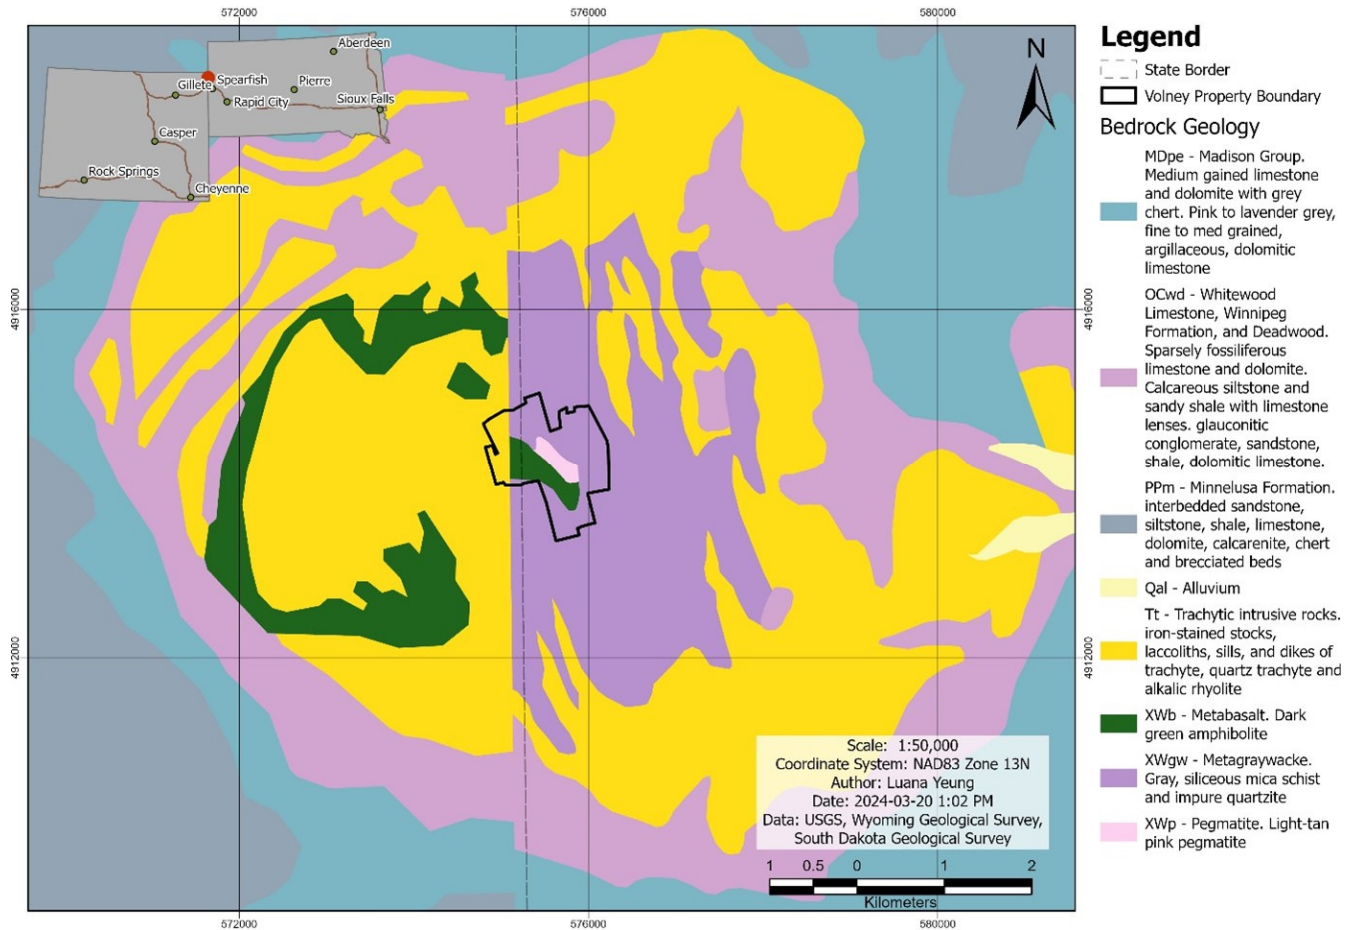 572000
576000
580000
Aberdeen
Spearfish
Gillete
Pierre
Rapid City
Sioux Falls
Casper
Rock Springs
Cheyenne
N
4916000
4916000
4912000
4912000
Scale: 1:50,000
Coordinate System: NAD83 Zone 13N
Author: Luana Yeung
Date: 2024-03-20 1:02 PM
Data: USGS, Wyoming Geological Survey,
South Dakota Geological Survey
1 0.5 0 1 2
Kilometers
572000
576000
580000
Legend
State Border
Volney Property Boundary
Bedrock Geology
MDpe - Madison Group.
Medium gained limestone
and dolomite with grey
chert. Pink to lavender grey,
fine to med grained,
argillaceous, dolomitic
limestone
OCwd - Whitewood
Limestone, Winnipeg
Formation, and Deadwood.
Sparsely fossiliferous
limestone and dolomite.
Calcareous siltstone and
sandy shale with limestone
lenses. glauconitic
conglomerate, sandstone,
shale, dolomitic limestone.
PPm - Minnelusa Formation.
interbedded sandstone,
siltstone, shale, limestone,
dolomite, calcarenite, chert
and brecciated beds
Qal - Alluvium
Tt - Trachytic intrusive rocks.
iron-stained stocks,
laccoliths, sills, and dikes of
trachyte, quartz trachyte and
alkalic rhyolite
XWb - Metabasalt. Dark
green amphibolite
XWgw - Metagraywacke.
Gray, siliceous mica schist
and impure quartzite
XWp - Pegmatite. Light-tan
pink pegmatite